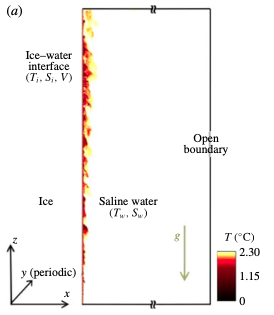 (a)
Ice–water
interface
(Ti, Si, V)
Open
boundary
Ice
Saline water
(Tw, Sw)
g
T (°C)
2.30
1.15
0
z
y (periodic)
x